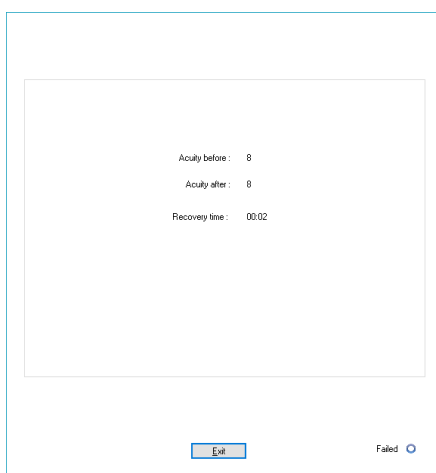 Acuity before : 8
Acuity after : 8
Recovery time : 00:02
Exit
Failed